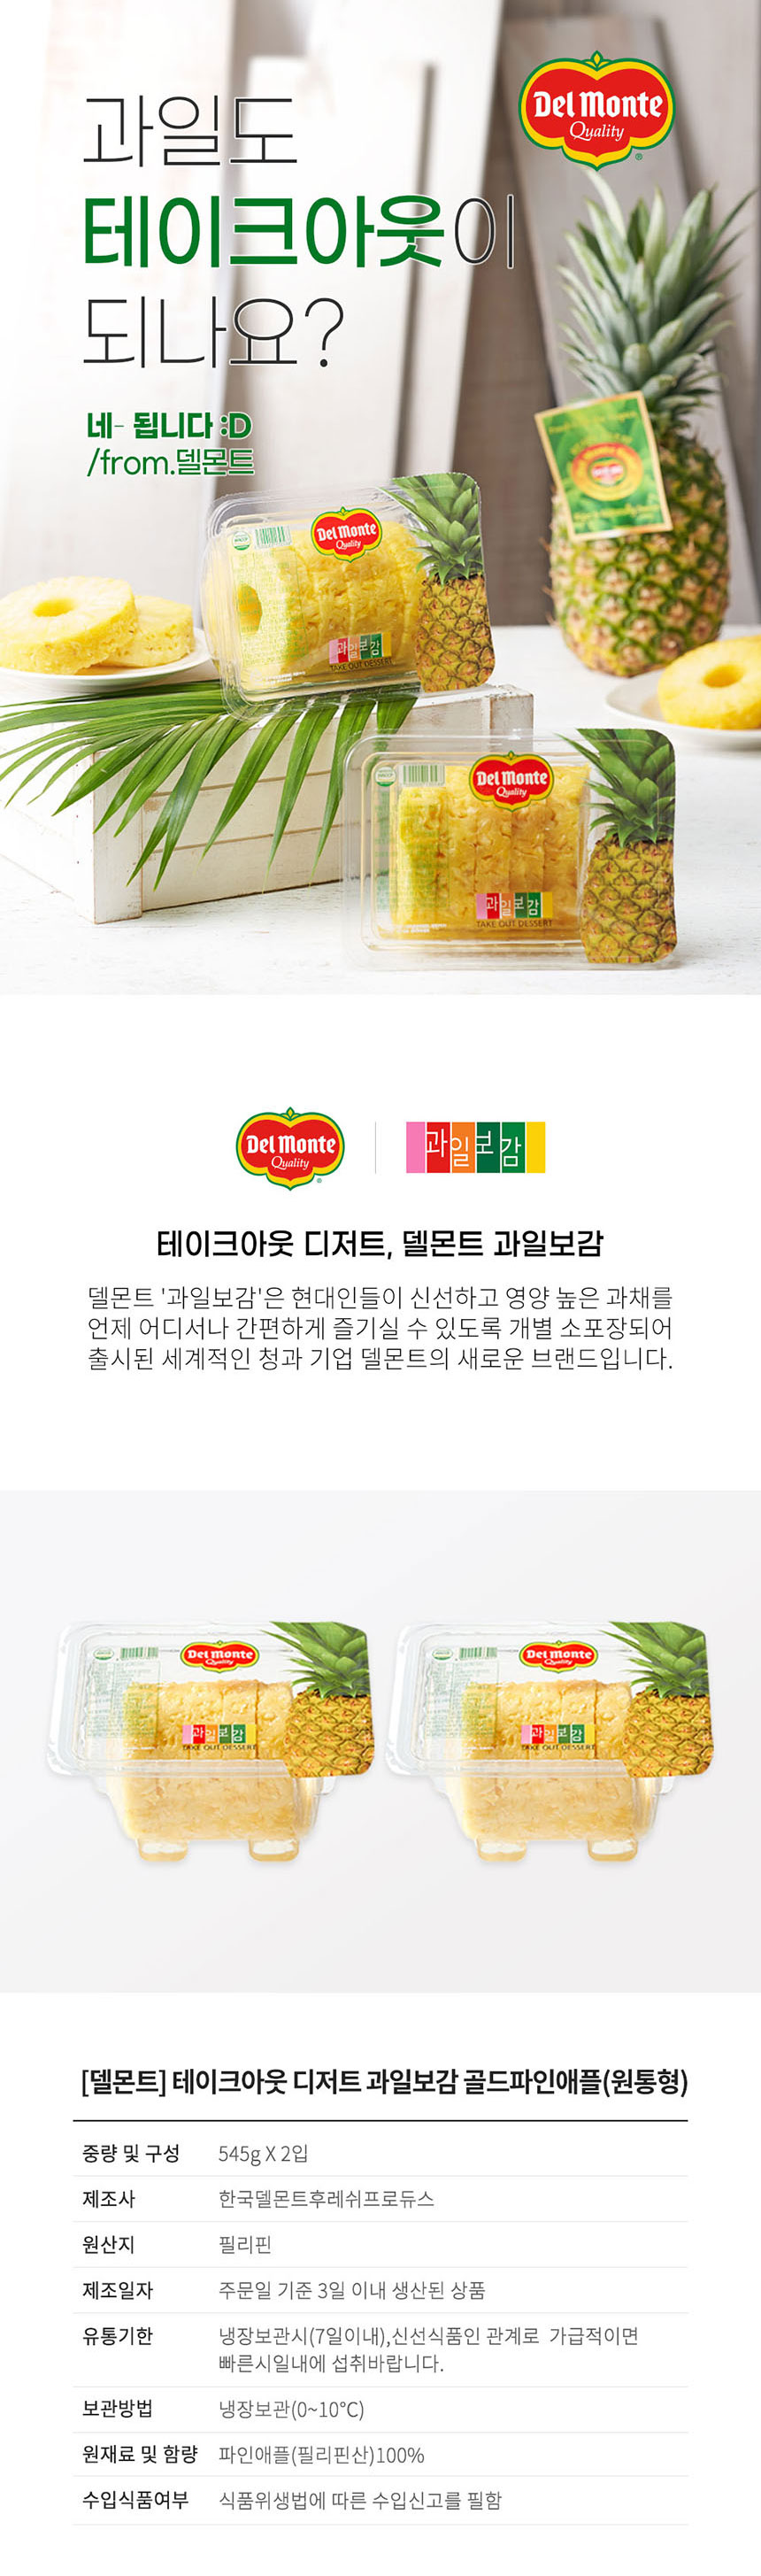 과일도
Del Monte
Quality
테이크아웃이
되나요?
네- 됩니다 :D
/from.델몬트
Del Monte
Quality
과일보감
TAKE OUT DESSERT
Del Monte
Quality
과일보감
TAKE OUT DESSERT
Del Monte
Quality
과일보감
테이크아웃 디저트, 델몬트 과일보감
델몬트 '과일보감'은 현대인들이 신선하고 영양 높은 과채를
언제 어디서나 간편하게 즐기실 수 있도록 개별 소포장되어
출시된 세계적인 청과 기업 델몬트의 새로운 브랜드입니다.
Del Monte
Quality
과일보감
TAKE OUT DESSERT
Del Monte
Quality
과일보감
TAKE OUT DESSERT
[델몬트] 테이크아웃 디저트 과일보감 골드파인애플(원통형)
중량 및 구성 545g X 2입
제조사 한국델몬트후레쉬프로듀스
원산지 필리핀
제조일자 주문일 기준 3일 이내 생산된 상품
유통기한 냉장보관시(7일이내),신선식품인 관계로 가급적이면
빠른시일내에 섭취바랍니다.
보관방법 냉장보관(0~10℃)
원재료 및 함량 파인애플(필리핀산)100%
수입식품여부 식품위생법에 따른 수입신고를 필함